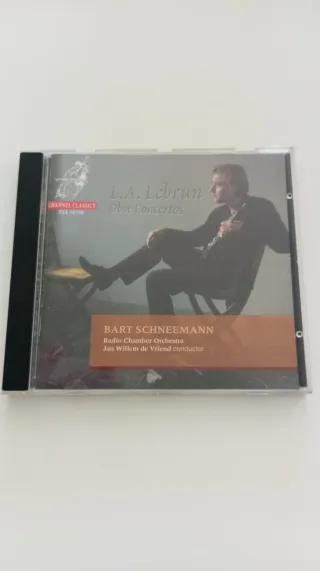 CHANNEL CLASSICS
L.A. Lebrun
Oboe Concertos
BART SCHNEEMANN
Radio Chamber Orchestra
Jan Willem de Vriend conductor